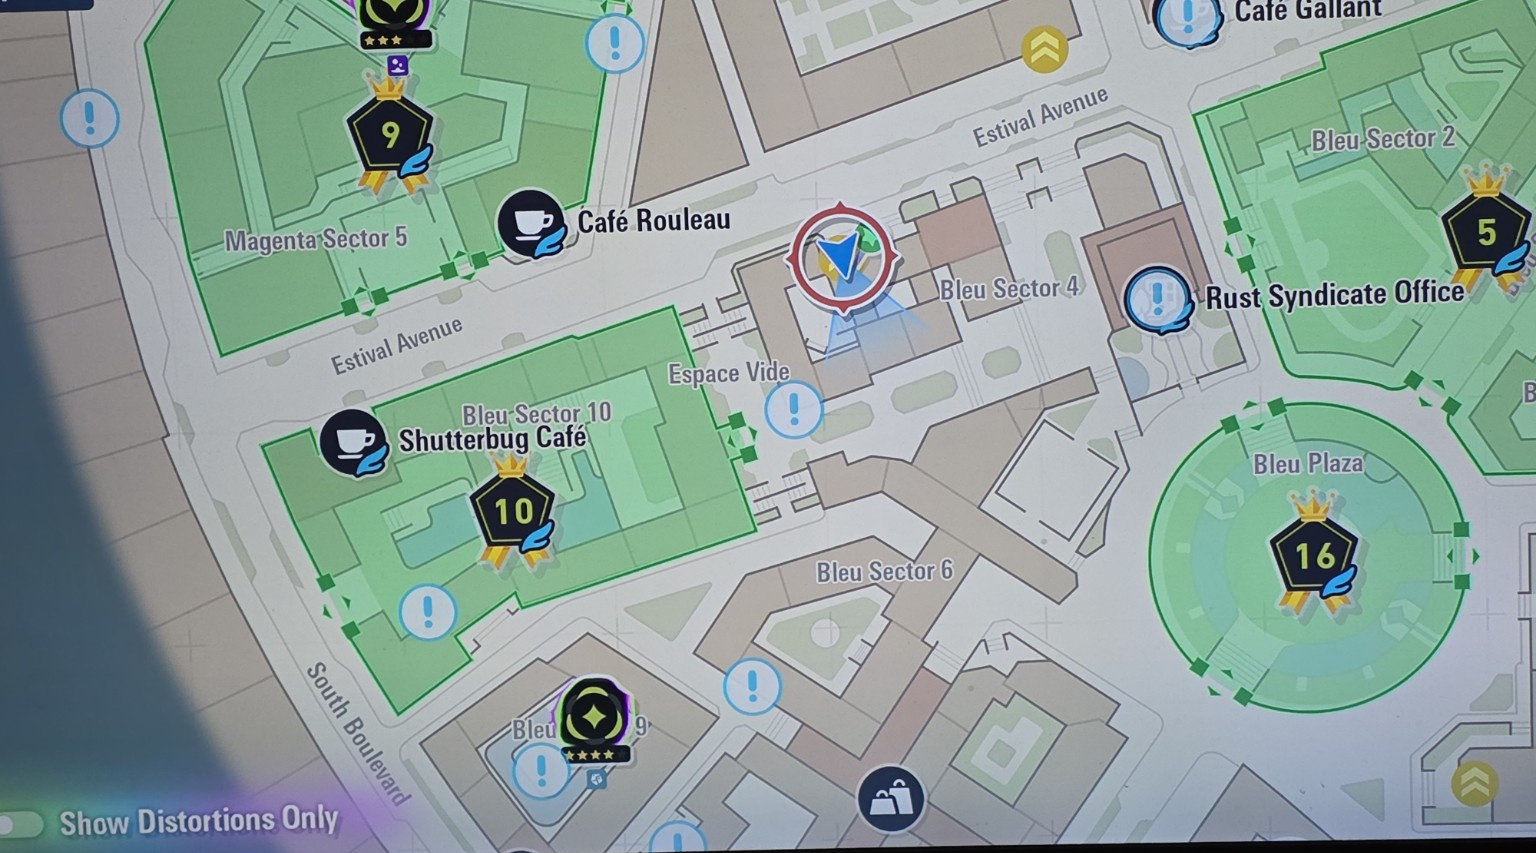 Café Gallant
9
Café Rouleau
Magenta Sector 5
Estival Avenue
Bleu Sector 2
5
Estival Avenue
Bleu Sector 4
Rust Syndicate Office
Espace Vide
Bleu Sector 10
Shutterbug Café
10
Bleu Plaza
16
Bleu Sector 6
South Boulevard
Bleu
9
Show Distortions Only